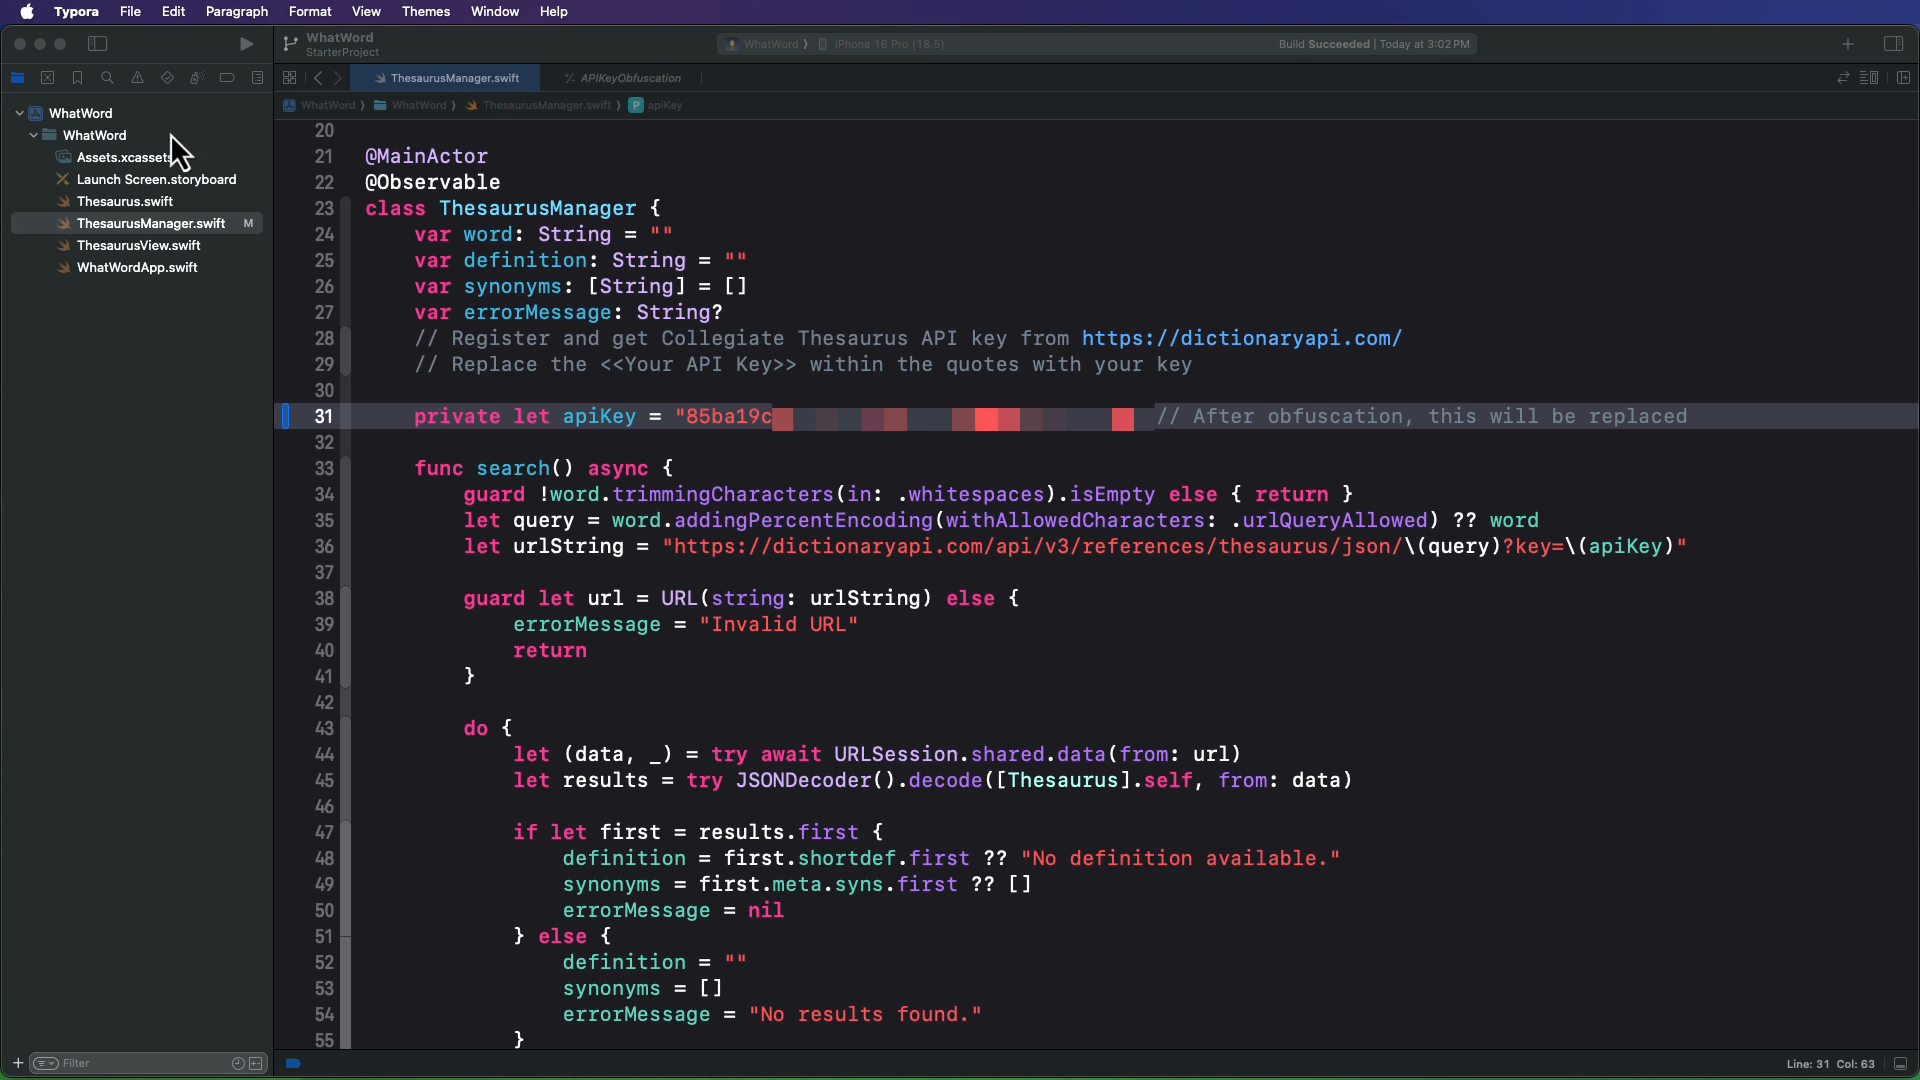 Typora File Edit Paragraph Format View Themes Window Help
WhatWord
StarterProject
WhatWord ⟩ iPhone 16 Pro (18.5)
Build Succeeded | Today at 3:02 PM
ThesaurusManager.swift
APIKeyObfuscation
WhatWord ⟩ WhatWord ⟩ ThesaurusManager.swift ⟩ P apiKey
WhatWord
WhatWord
Assets.xcassets
Launch Screen.storyboard
Thesaurus.swift
ThesaurusManager.swift M
ThesaurusView.swift
WhatWordApp.swift
20
21 @MainActor
22 @Observable
23 class ThesaurusManager {
24 var word: String = ""
25 var definition: String = ""
26 var synonyms: [String] = []
27 var errorMessage: String?
28 // Register and get Collegiate Thesaurus API key from https://dictionaryapi.com/
29 // Replace the <<Your API Key>> within the quotes with your key
30
31 private let apiKey = "85ba19c // After obfuscation, this will be replaced
32
33 func search() async {
34 guard !word.trimmingCharacters(in: .whitespaces).isEmpty else { return }
35 let query = word.addingPercentEncoding(withAllowedCharacters: .urlQueryAllowed) ?? word
36 let urlString = "https://dictionaryapi.com/api/v3/references/thesaurus/json/\(query)?key=\(apiKey)"
37
38 guard let url = URL(string: urlString) else {
39 errorMessage = "Invalid URL"
40 return
41 }
42
43 do {
44 let (data, _) = try await URLSession.shared.data(from: url)
45 let results = try JSONDecoder().decode([Thesaurus].self, from: data)
46
47 if let first = results.first {
48 definition = first.shortdef.first ?? "No definition available."
49 synonyms = first.meta.syns.first ?? []
50 errorMessage = nil
51 } else {
52 definition = ""
53 synonyms = []
54 errorMessage = "No results found."
55 }
Filter
Line: 31 Col: 63